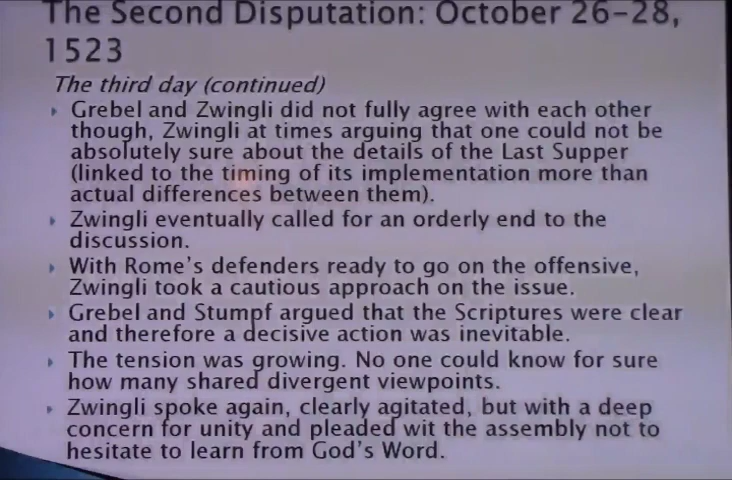 The Second Disputation: October 26–28,
1523
The third day (continued)
Grebel and Zwingli did not fully agree with each other
though, Zwingli at times arguing that one could not be
absolutely sure about the details of the Last Supper
(linked to the timing of its implementation more than
actual differences between them).
Zwingli eventually called for an orderly end to the
discussion.
With Rome's defenders ready to go on the offensive,
Zwingli took a cautious approach on the issue.
Grebel and Stumpf argued that the Scriptures were clear
and therefore a decisive action was inevitable.
The tension was growing. No one could know for sure
how many shared divergent viewpoints.
Zwingli spoke again, clearly agitated, but with a deep
concern for unity and pleaded wit the assembly not to
hesitate to learn from God's Word.